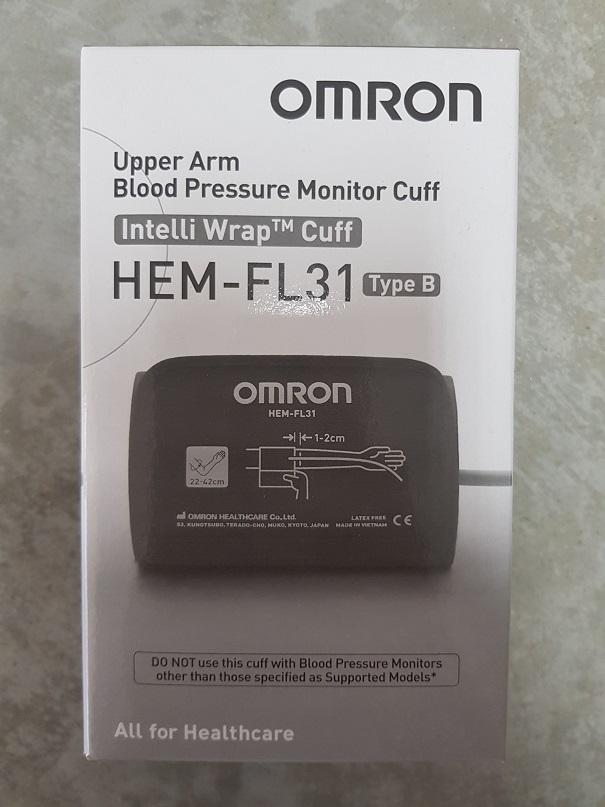 OMRON
Upper Arm
Blood Pressure Monitor Cuff
Intelli Wrap™ Cuff
HEM-FL31 Type B
OMRON
HEM-FL31
1-2cm
22-42cm
OMRON HEALTHCARE Co., Ltd.
53, KUNOTSUBO, TERADO-CHO, MUKO, KYOTO, JAPAN
LATEX FREE
MADE IN VIETNAM
CE
DO NOT use this cuff with Blood Pressure Monitors
other than those specified as Supported Models*
All for Healthcare